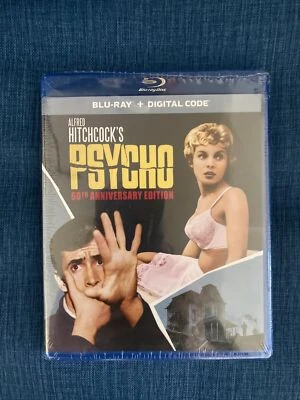 Blu-ray Disc
BLU-RAY + DIGITAL CODE
ALFRED
HITCHCOCK'S
PSYCHO
60TH ANNIVERSARY EDITION